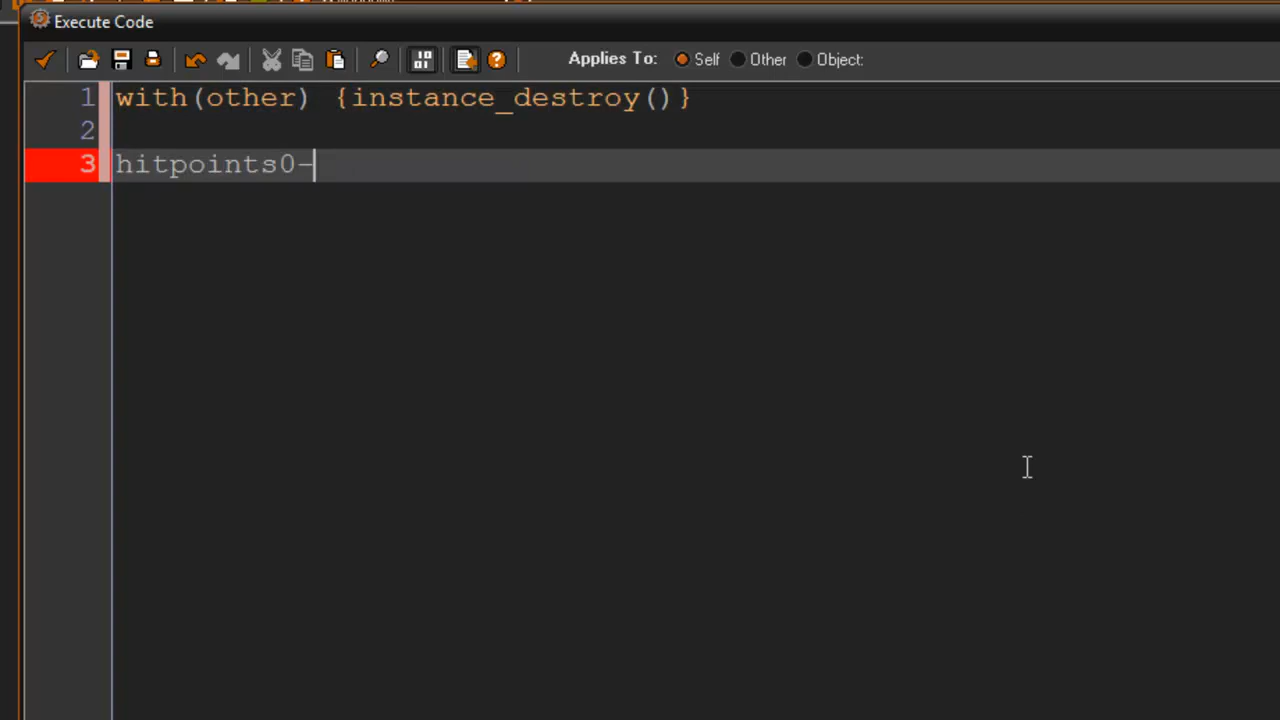 Execute Code
Applies To: Self Other Object:
1 with(other) {instance_destroy()}
2
3 hitpoints0-